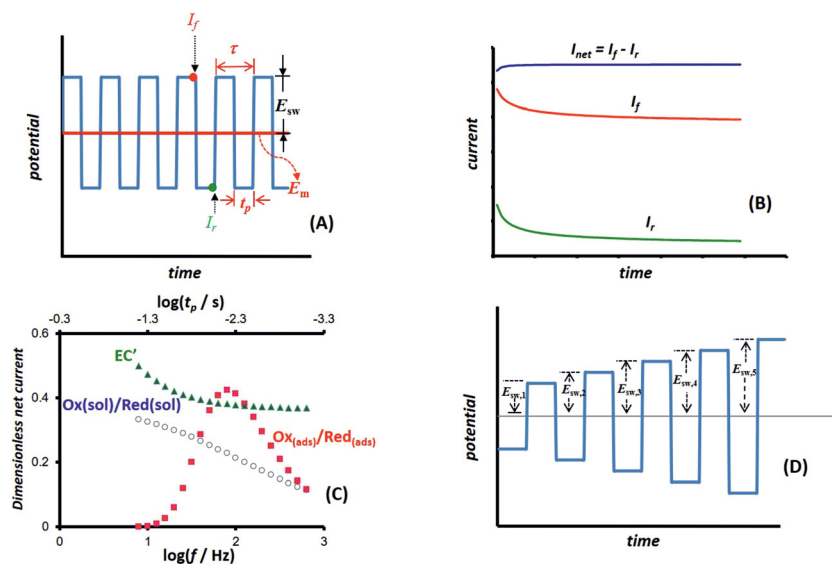 I_f
τ
E_sw
E_m
t_p
I_r
(A)
potential
time
I_net = I_f - I_r
I_f
I_r
(B)
current
time
log(t_p / s)
-0.3 -1.3 -2.3 -3.3
0.6
0.4
0.2
0
EC’
Ox(sol)/Red(sol)
Ox(ads)/Red(ads)
(C)
Dimensionless net current
0 1 2 3
log(f / Hz)
E_sw,1
E_sw,2
E_sw,3
E_sw,4
E_sw,5
(D)
potential
time